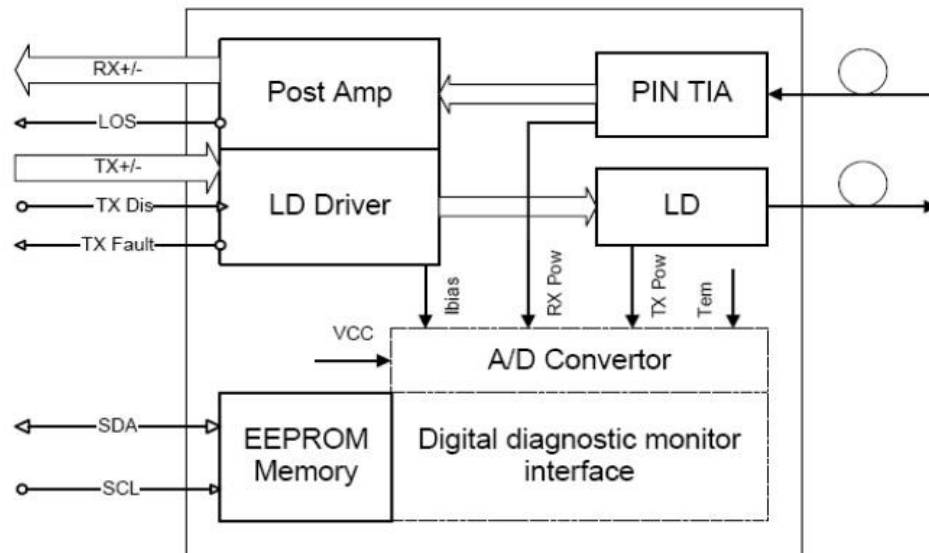 RX+/-
Post Amp
PIN TIA
LOS
TX+/-
TX Dis
LD Driver
LD
TX Fault
Ibias
RX Pow
TX Pow
Tem
VCC
A/D Convertor
SDA
EEPROM
Memory
Digital diagnostic monitor
interface
SCL